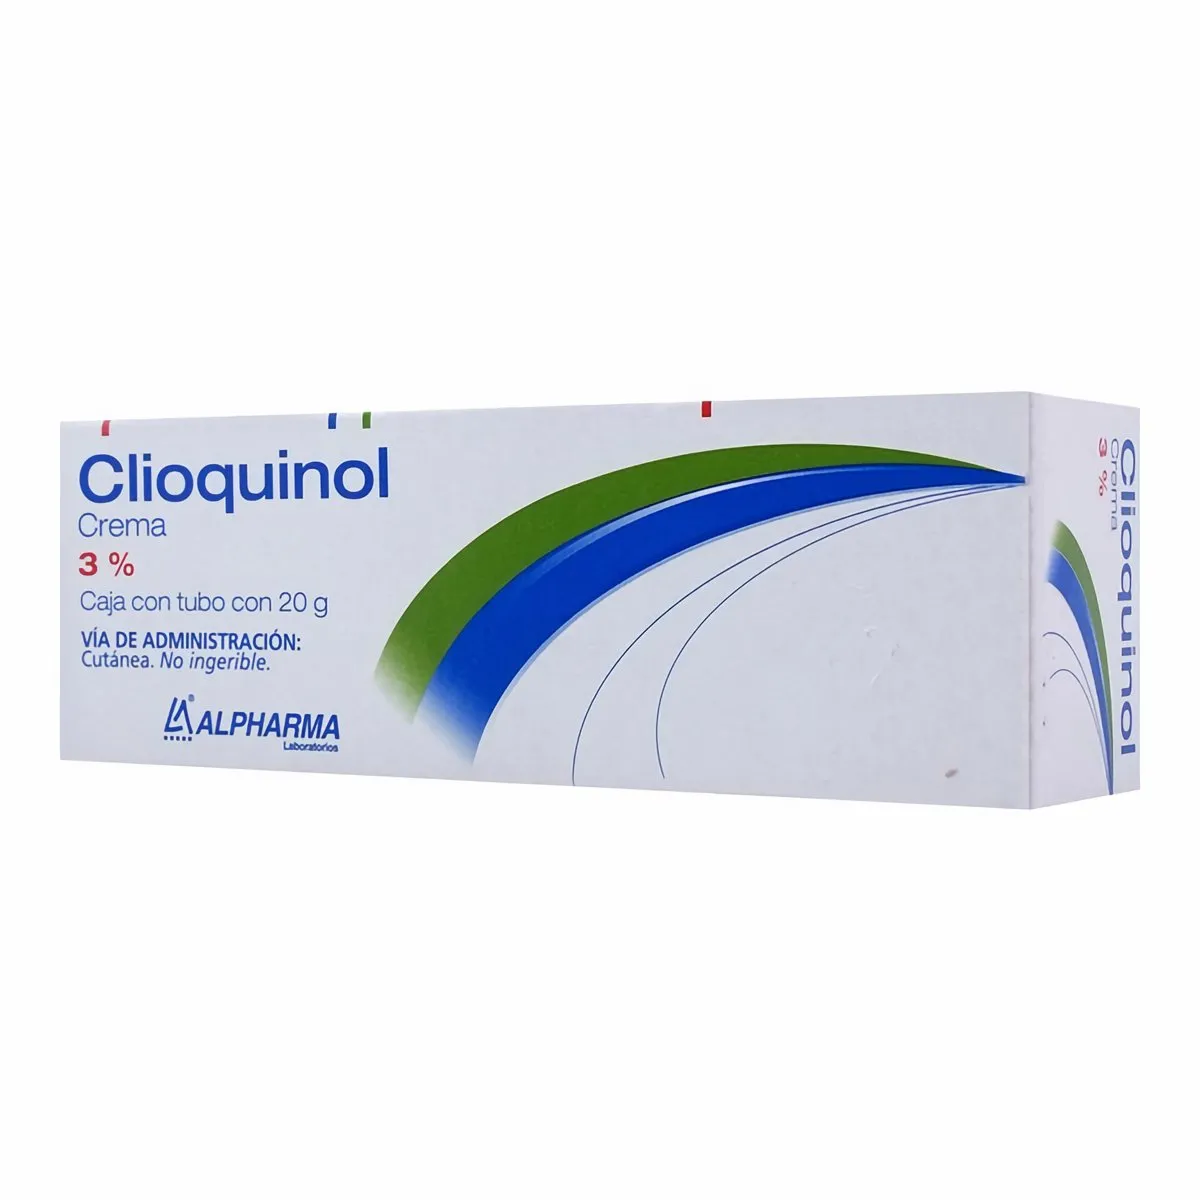 Clioquinol
Crema
3 %
Caja con tubo con 20 g
VÍA DE ADMINISTRACIÓN:
Cutánea. No ingerible.
LA® ALPHARMA
Laboratorios
Clioquinol
Crema
3 %